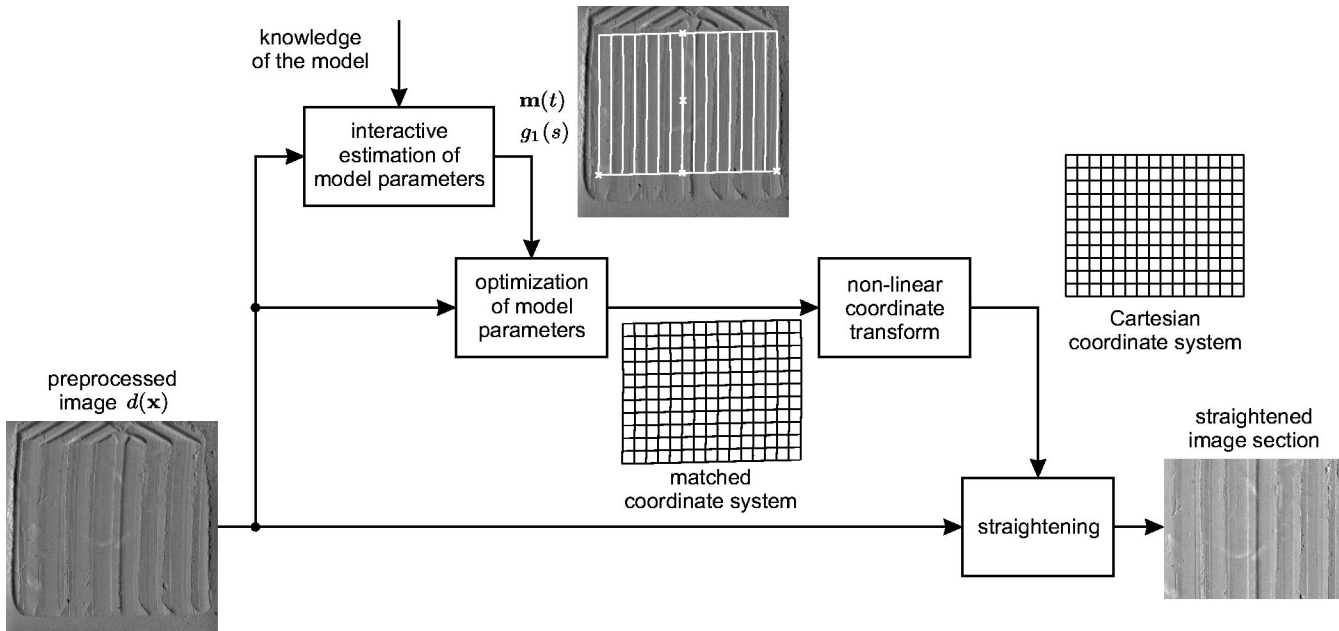 knowledge
of the model
m(t)
g₁(s)
interactive
estimation of
model parameters
optimization
of model
parameters
non-linear
coordinate
transform
Cartesian
coordinate system
preprocessed
image d(x)
matched
coordinate system
straightened
image section
straightening